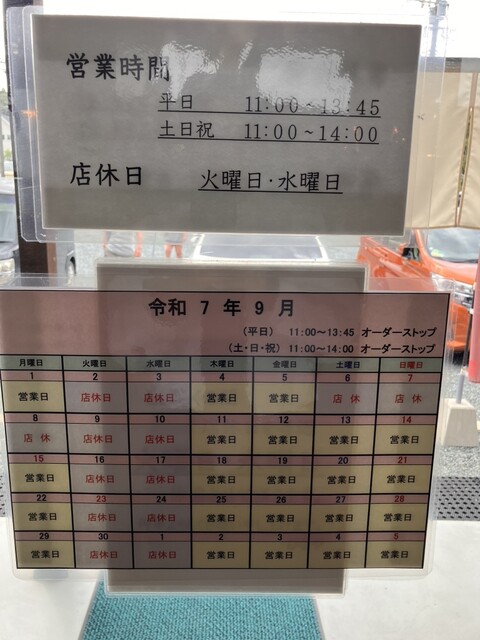 営業時間
平日 11:00～13:45
土日祝 11:00～14:00
店休日 火曜日・水曜日
令和 7 年 9 月
（平日） 11:00～13:45 オーダーストップ
（土・日・祝） 11:00～14:00 オーダーストップ
月曜日 火曜日 水曜日 木曜日 金曜日 土曜日 日曜日
1 2 3 4 5 6 7
営業日 店休日 店休日 営業日 営業日 店 休 店 休
8 9 10 11 12 13 14
店 休 店休日 店休日 営業日 営業日 営業日 営業日
15 16 17 18 19 20 21
営業日 店休日 店休日 営業日 営業日 営業日 営業日
22 23 24 25 26 27 28
営業日 店休日 店休日 営業日 営業日 営業日 営業日
29 30 1 2 3 4 5
営業日 店休日 店休日 営業日 営業日 営業日 営業日